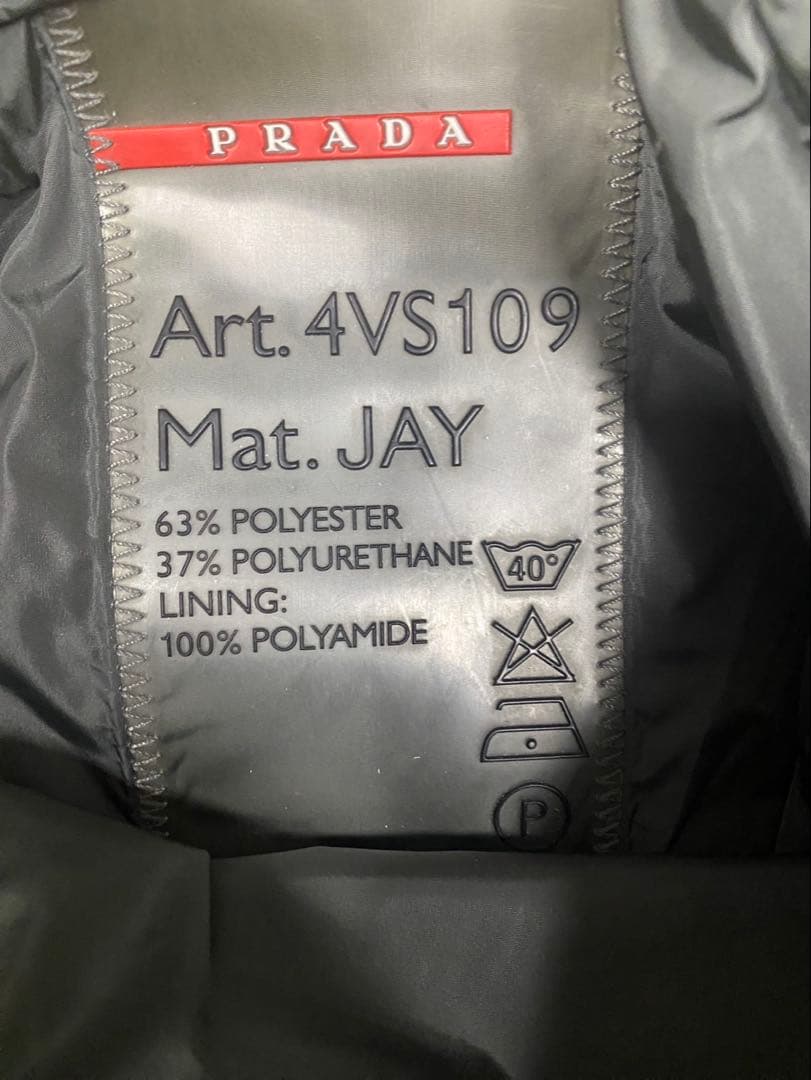 PRADA
Art. 4VS109
Mat. JAY
63% POLYESTER
37% POLYURETHANE
40°
LINING:
100% POLYAMIDE
P